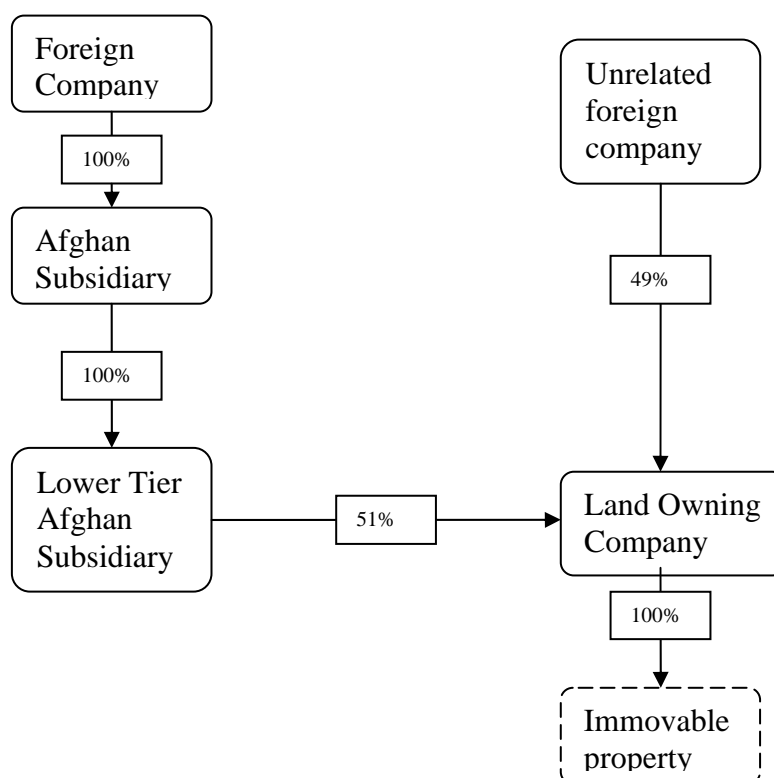 Foreign
Company
100%
Afghan
Subsidiary
100%
Lower Tier
Afghan
Subsidiary
51%
Unrelated
foreign
company
49%
Land Owning
Company
100%
Immovable
property